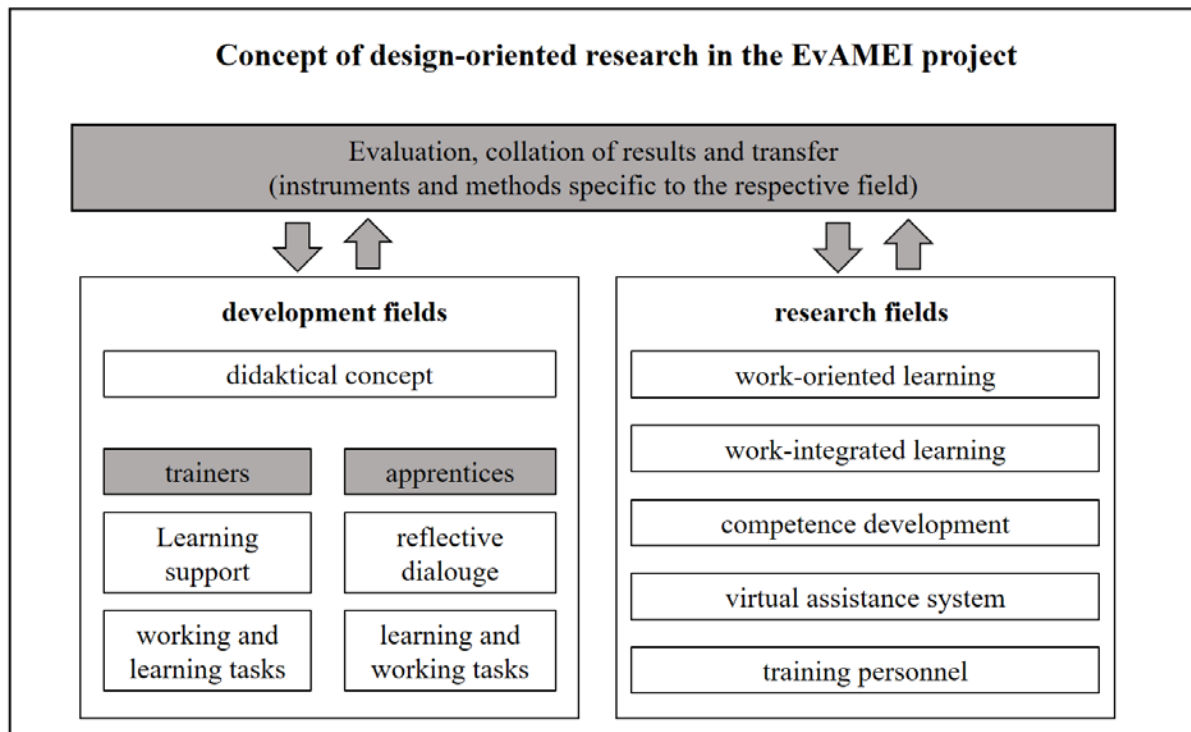 Concept of design-oriented research in the EvAMEI project
Evaluation, collation of results and transfer
(instruments and methods specific to the respective field)
development fields
didaktical concept
trainers
apprentices
Learning
support
reflective
dialouge
working and
learning tasks
learning and
working tasks
research fields
work-oriented learning
work-integrated learning
competence development
virtual assistance system
training personnel